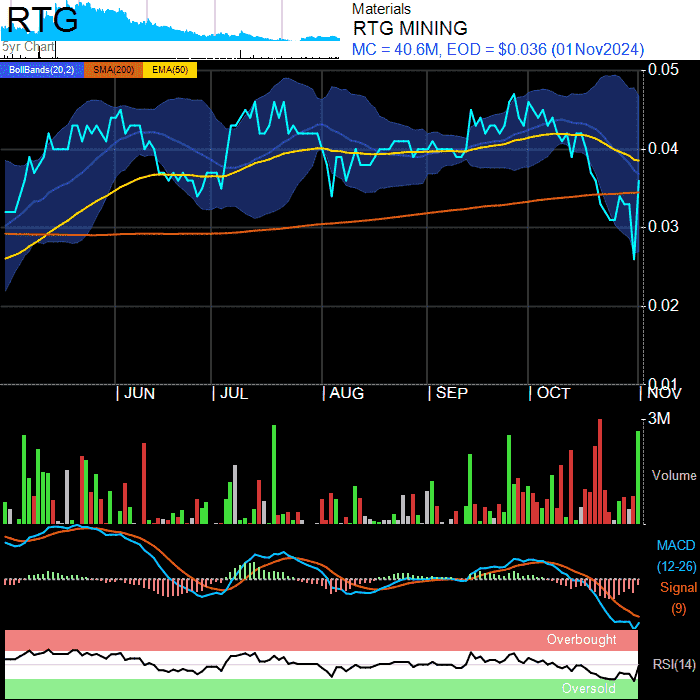 RTG
5yr Chart
Materials
RTG MINING
MC = 40.6M, EOD = $0.036 (01Nov2024)
BollBands(20,2) SMA(200) EMA(50)
0.05
0.04
0.03
0.02
0.01
JUN JUL AUG SEP OCT NOV
3M
Volume
MACD
(12-26)
Signal
(9)
Overbought
RSI(14)
Oversold